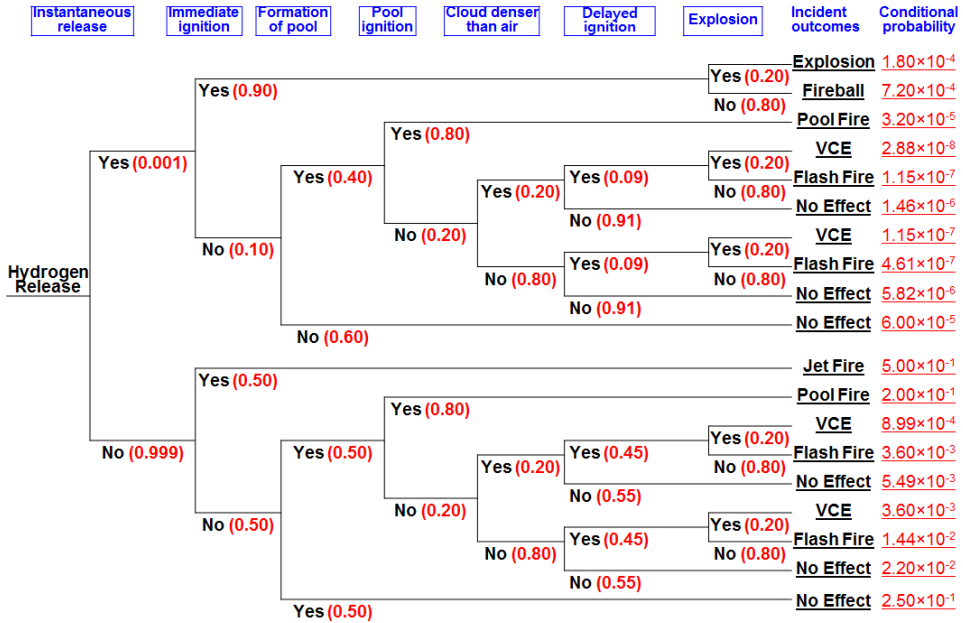 Instantaneous release
Immediate ignition
Formation of pool
Pool ignition
Cloud denser than air
Delayed ignition
Explosion
Incident outcomes
Conditional probability
Explosion 1.80×10-4
Yes (0.20)
Yes (0.90)
Fireball 7.20×10-4
No (0.80)
Pool Fire 3.20×10-5
Yes (0.80)
VCE 2.88×10-8
Yes (0.001)
Yes (0.20)
Yes (0.40)
Yes (0.09)
Flash Fire 1.15×10-7
Yes (0.20)
No (0.80)
No Effect 1.46×10-6
No (0.91)
No (0.20)
VCE 1.15×10-7
No (0.10)
Yes (0.20)
Yes (0.09)
Flash Fire 4.61×10-7
Hydrogen
Release
No (0.80)
No (0.80)
No Effect 5.82×10-6
No (0.91)
No Effect 6.00×10-5
No (0.60)
Jet Fire 5.00×10-1
Yes (0.50)
Pool Fire 2.00×10-1
Yes (0.80)
VCE 8.99×10-4
Yes (0.20)
No (0.999)
Yes (0.50)
Yes (0.45)
Flash Fire 3.60×10-3
Yes (0.20)
No (0.80)
No Effect 5.49×10-3
No (0.55)
No (0.20)
VCE 3.60×10-3
No (0.50)
Yes (0.20)
Yes (0.45)
Flash Fire 1.44×10-2
No (0.80)
No (0.80)
No Effect 2.20×10-2
No (0.55)
No Effect 2.50×10-1
Yes (0.50)